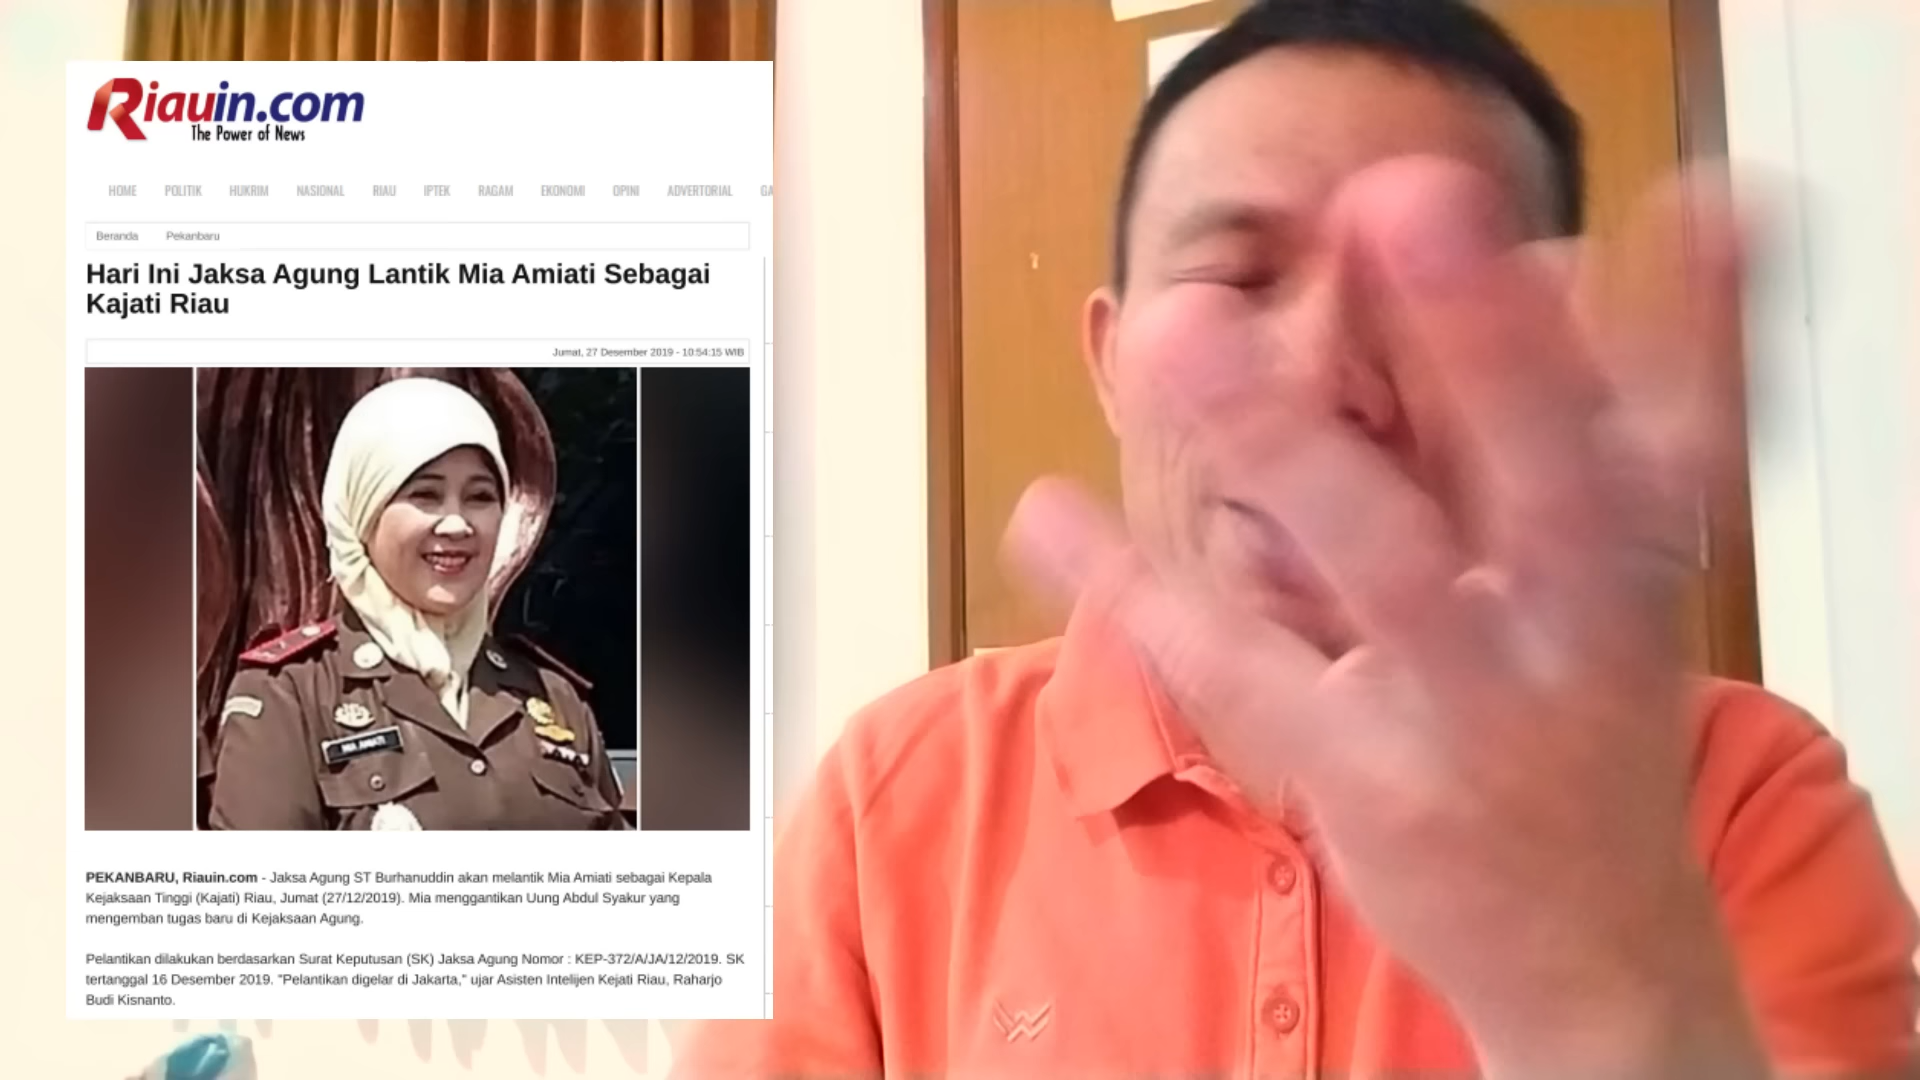 Riauin.com
The Power of News
HOME POLITIK HUKRIM NASIONAL RIAU IPTEK RAGAM EKONOMI OPINI ADVERTORIAL GA
Beranda Pekanbaru
Hari Ini Jaksa Agung Lantik Mia Amiati Sebagai
Kajati Riau
Jumat, 27 Desember 2019 - 10:54:15 WIB
MIA AMIATI
PEKANBARU, Riauin.com - Jaksa Agung ST Burhanuddin akan melantik Mia Amiati sebagai Kepala
Kejaksaan Tinggi (Kajati) Riau, Jumat (27/12/2019). Mia menggantikan Uung Abdul Syakur yang
mengemban tugas baru di Kejaksaan Agung.
Pelantikan dilakukan berdasarkan Surat Keputusan (SK) Jaksa Agung Nomor : KEP-372/A/JA/12/2019. SK
tertanggal 16 Desember 2019. "Pelantikan digelar di Jakarta," ujar Asisten Intelijen Kejati Riau, Raharjo
Budi Kisnanto.